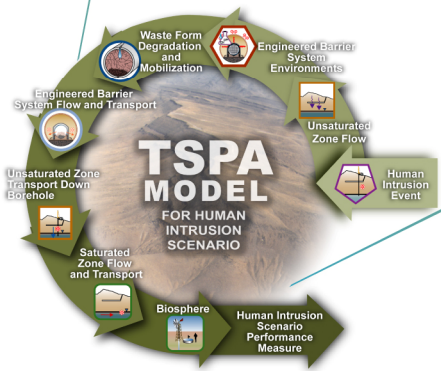 Waste Form
Degradation
and
Mobilization
Engineered Barrier
System
Environments
Engineered Barrier
System Flow and Transport
Unsaturated
Zone Flow
TSPA
MODEL
FOR HUMAN
INTRUSION
SCENARIO
Human
Intrusion
Event
Unsaturated Zone
Transport Down
Borehole
Saturated
Zone Flow
and Transport
Biosphere
Human Intrusion
Scenario
Performance
Measure